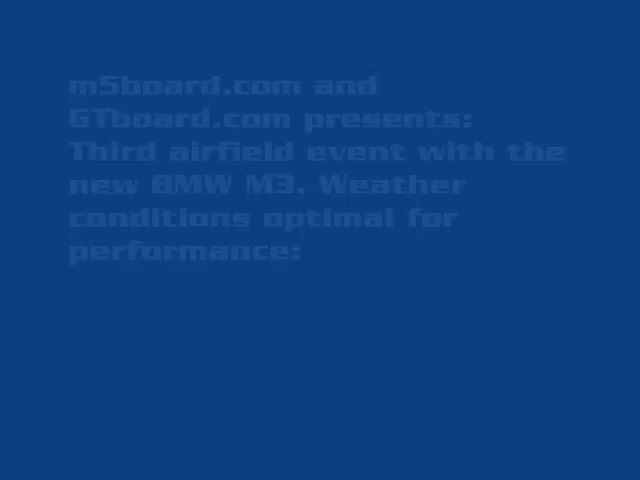 m5board.com and
GTboard.com presents:
Third airfield event with the
new BMW M3. Weather
conditions optimal for
performance: